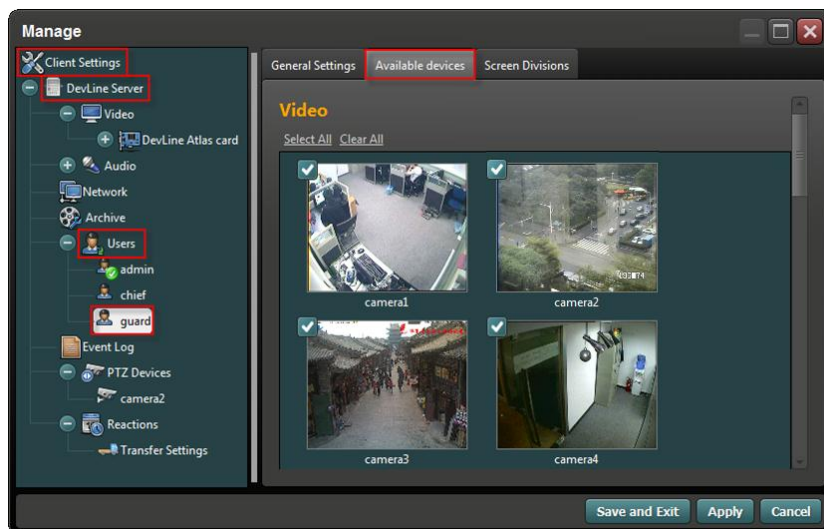 Manage
Client Settings
DevLine Server
Video
DevLine Atlas card
Audio
Network
Archive
Users
admin
chief
guard
Event Log
PTZ Devices
camera2
Reactions
Transfer Settings
General Settings Available devices Screen Divisions
Video
Select All Clear All
camera1 camera2
camera3 camera4
Save and Exit Apply Cancel